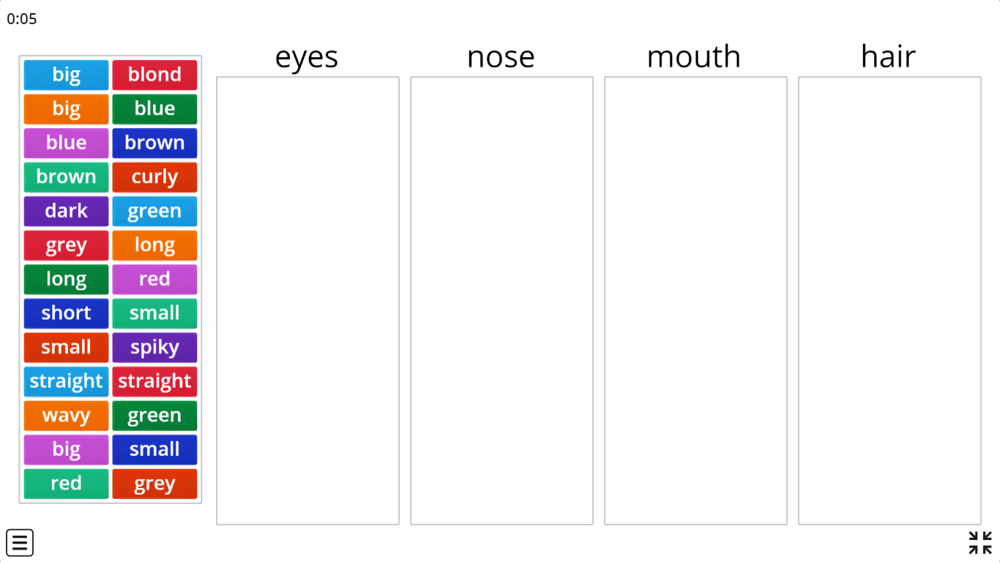 0:05
eyes nose mouth hair
big blond
big blue
blue brown
brown curly
dark green
grey long
long red
short small
small spiky
straight straight
wavy green
big small
red grey